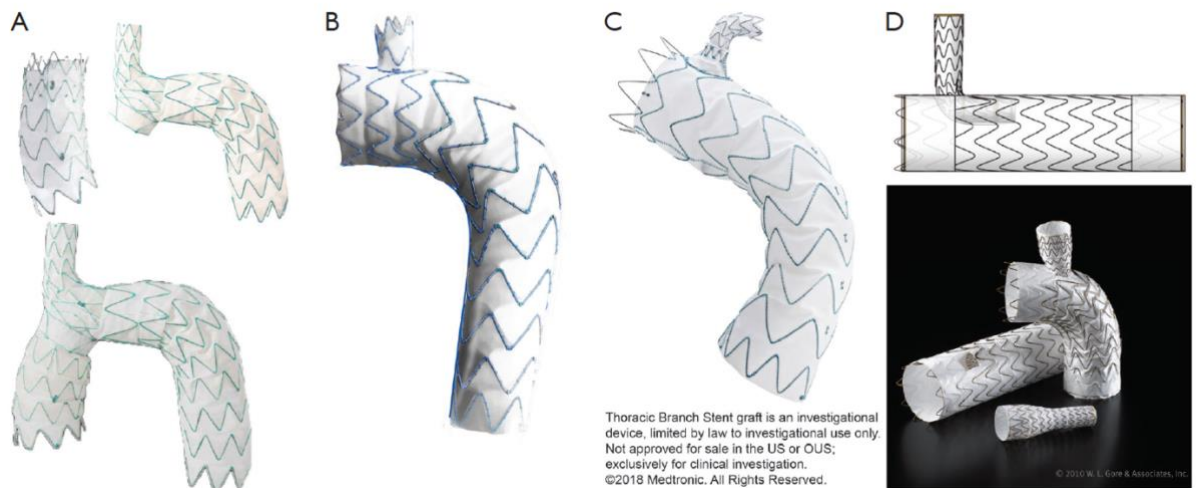 A
B
C
D
Thoracic Branch Stent graft is an investigational
device, limited by law to investigational use only.
Not approved for sale in the US or OUS;
exclusively for clinical investigation.
©2018 Medtronic. All Rights Reserved.
© 2010 W. L. Gore & Associates, Inc.